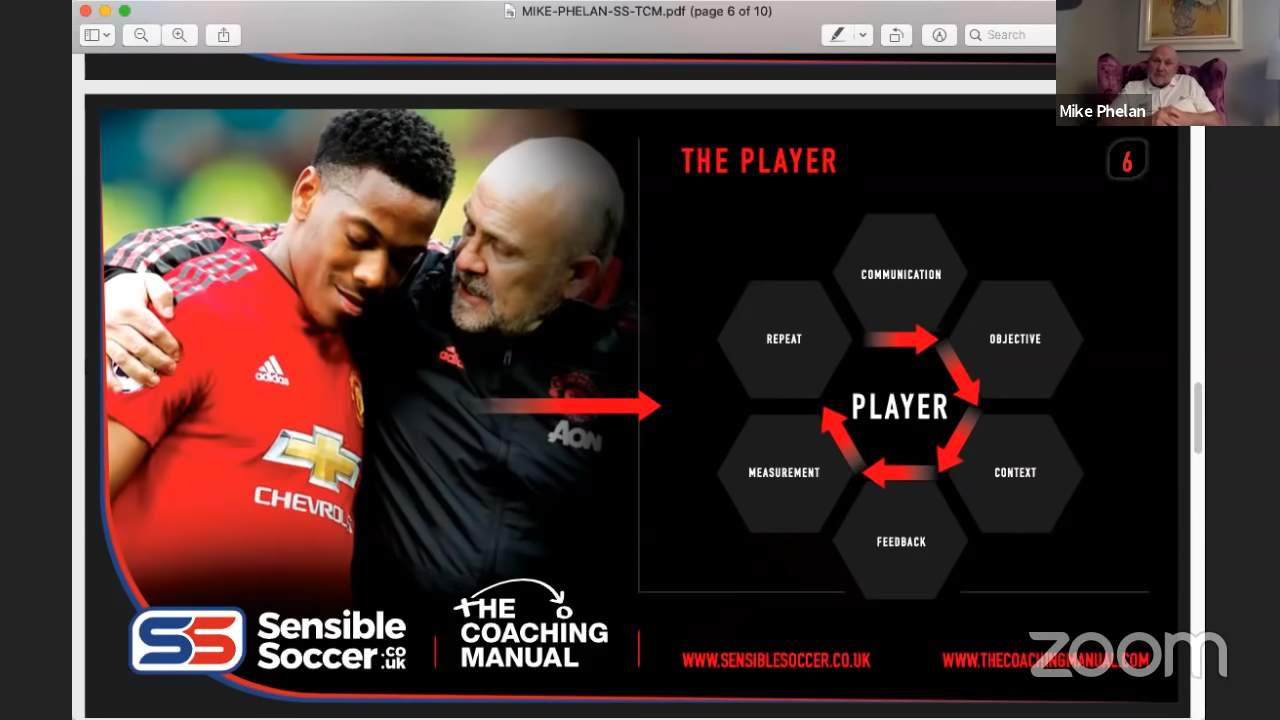 MIKE-PHELAN-SS-TCM.pdf (page 6 of 10)
Search
Mike Phelan
THE PLAYER
6
COMMUNICATION
REPEAT
OBJECTIVE
PLAYER
MEASUREMENT
CONTEXT
FEEDBACK
adidas
AON
CHEVROL
SS
Sensible
Soccer
.co
.uk
THE
COACHING
MANUAL
WWW.SENSIBLESOCCER.CO.UK
WWW.THECOACHINGMANUAL.COM
zoom